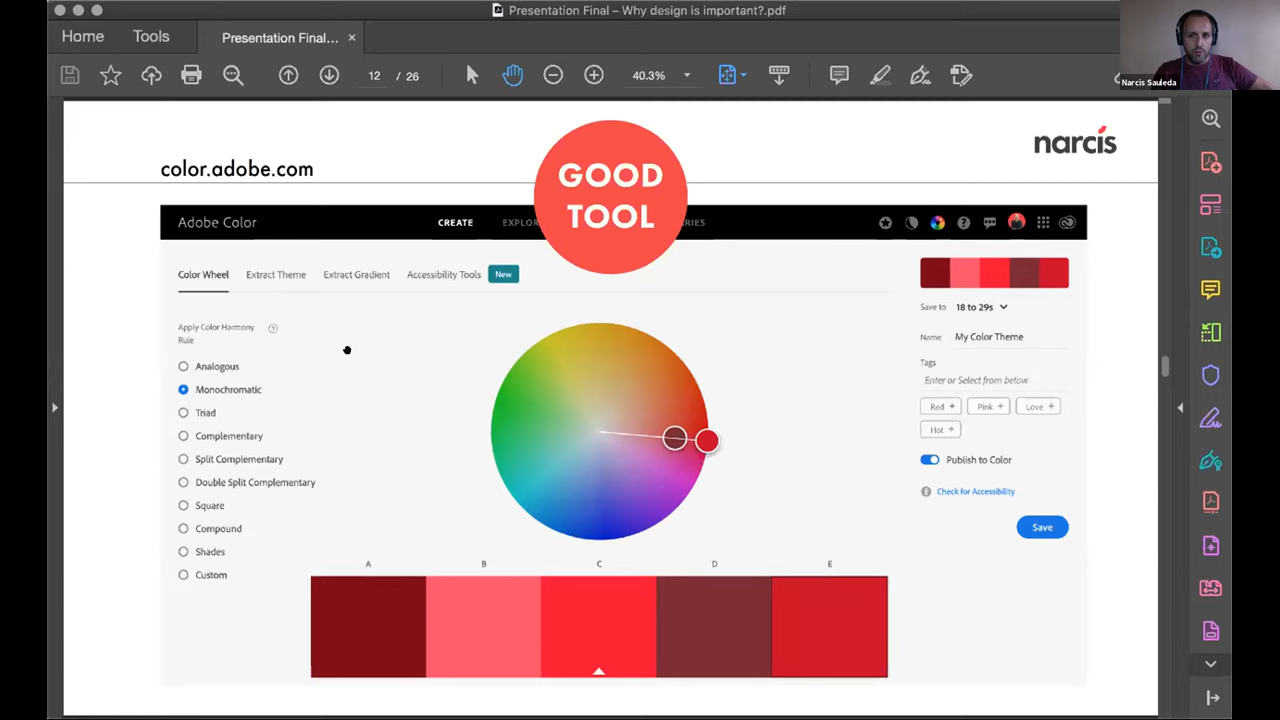 Presentation Final – Why design is important?.pdf
Home
Tools
Presentation Final...
×
12 / 26
40.3%
Narcis Sauleda
narcis
color.adobe.com
GOOD
TOOL
Adobe Color
CREATE
EXPLOR
RIES
Color Wheel
Extract Theme
Extract Gradient
Accessibility Tools
New
Apply Color Harmony
Rule
Analogous
Monochromatic
Triad
Complementary
Split Complementary
Double Split Complementary
Square
Compound
Shades
Custom
Save to
18 to 29s
Name
My Color Theme
Tags
Enter or Select from below
Red +
Pink +
Love +
Hot +
Publish to Color
Check for Accessibility
Save
A
B
C
D
E